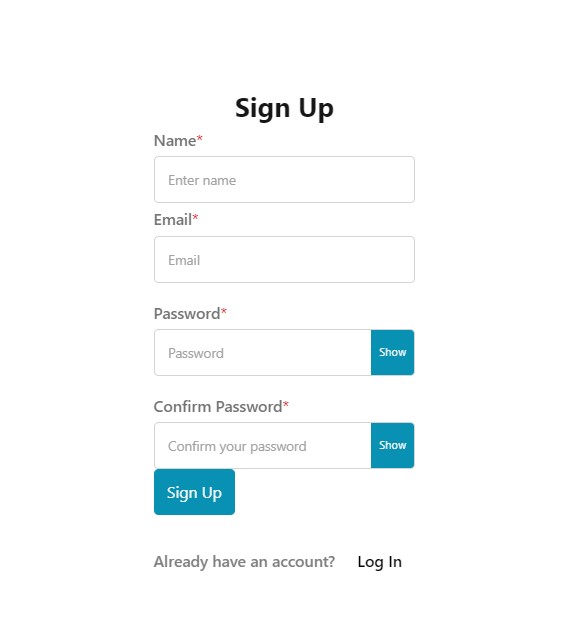 Sign Up
Name*
Enter name
Email*
Email
Password*
Password Show
Confirm Password*
Confirm your password Show
Sign Up
Already have an account? Log In